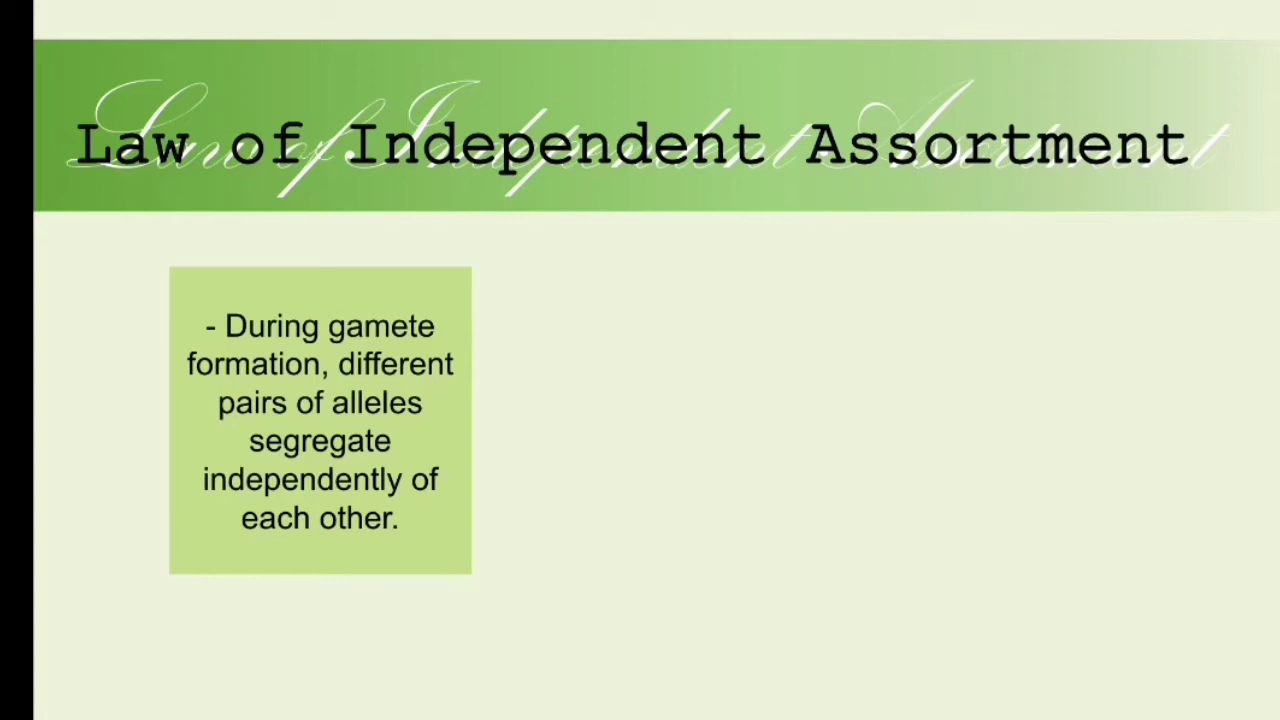 Law of Independent Assortment
- During gamete
formation, different
pairs of alleles
segregate
independently of
each other.